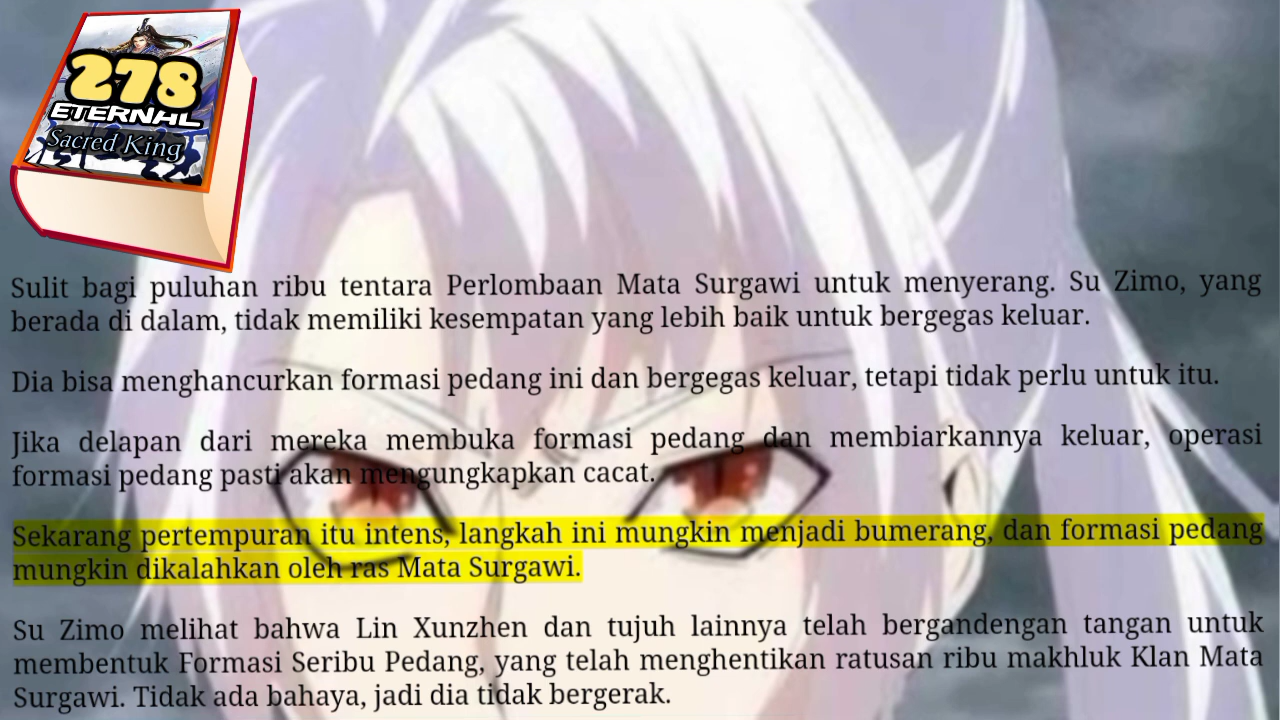 278
ETERNAL
Sacred King
Sulit bagi puluhan ribu tentara Perlombaan Mata Surgawi untuk menyerang. Su Zimo, yang
berada di dalam, tidak memiliki kesempatan yang lebih baik untuk bergegas keluar.
Dia bisa menghancurkan formasi pedang ini dan bergegas keluar, tetapi tidak perlu untuk itu.
Jika delapan dari mereka membuka formasi pedang dan membiarkannya keluar, operasi
formasi pedang pasti akan mengungkapkan cacat.
Sekarang pertempuran itu intens, langkah ini mungkin menjadi bumerang, dan formasi pedang
mungkin dikalahkan oleh ras Mata Surgawi.
Su Zimo melihat bahwa Lin Xunzhen dan tujuh lainnya telah bergandengan tangan untuk
membentuk Formasi Seribu Pedang, yang telah menghentikan ratusan ribu makhluk Klan Mata
Surgawi. Tidak ada bahaya, jadi dia tidak bergerak.